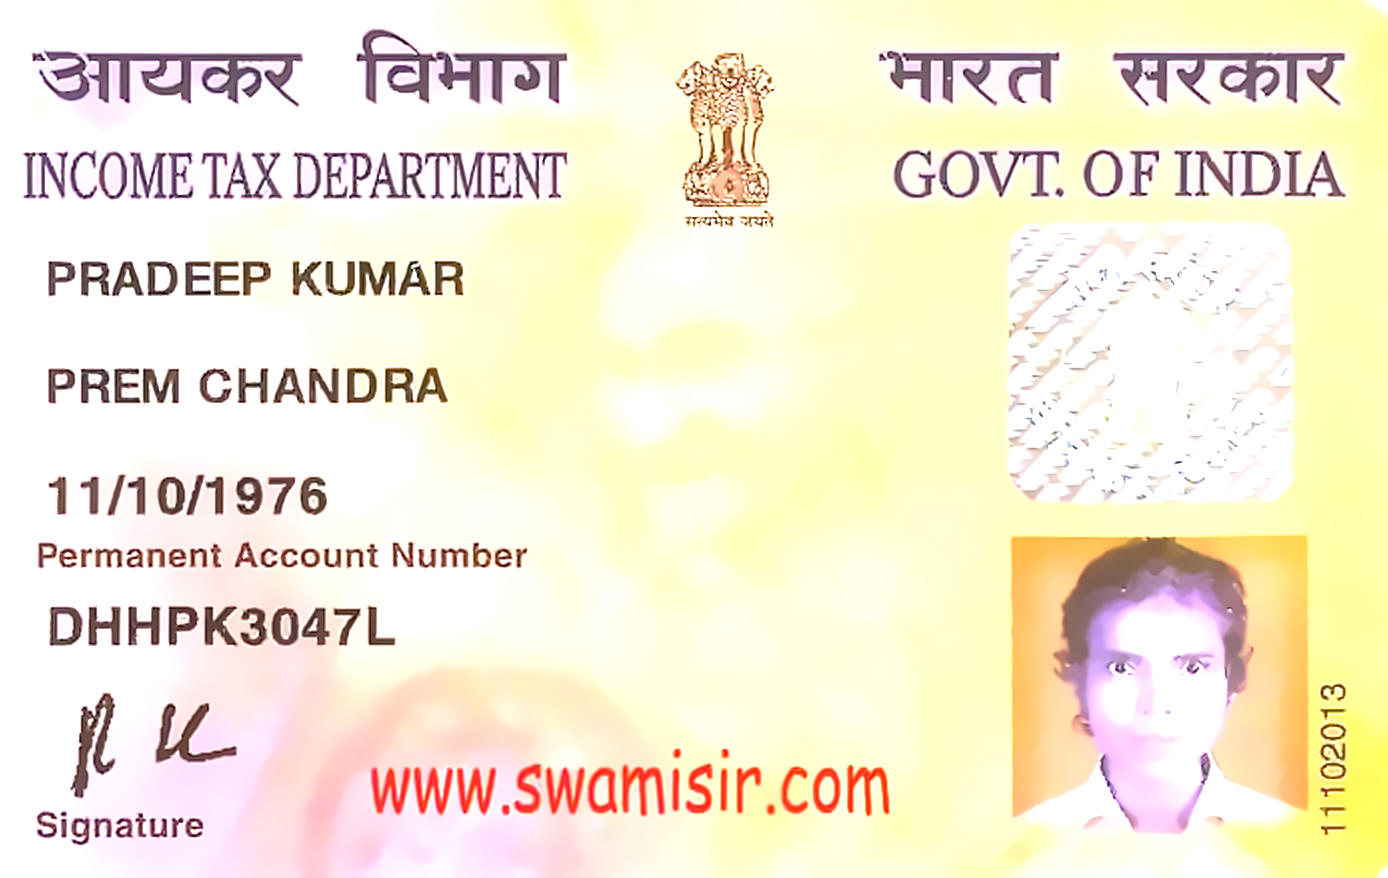 आयकर विभाग
INCOME TAX DEPARTMENT
भारत सरकार
GOVT. OF INDIA
सत्यमेव जयते
PRADEEP KUMAR
PREM CHANDRA
11/10/1976
Permanent Account Number
DHHPK3047L
Signature
www.swamisir.com
11102013